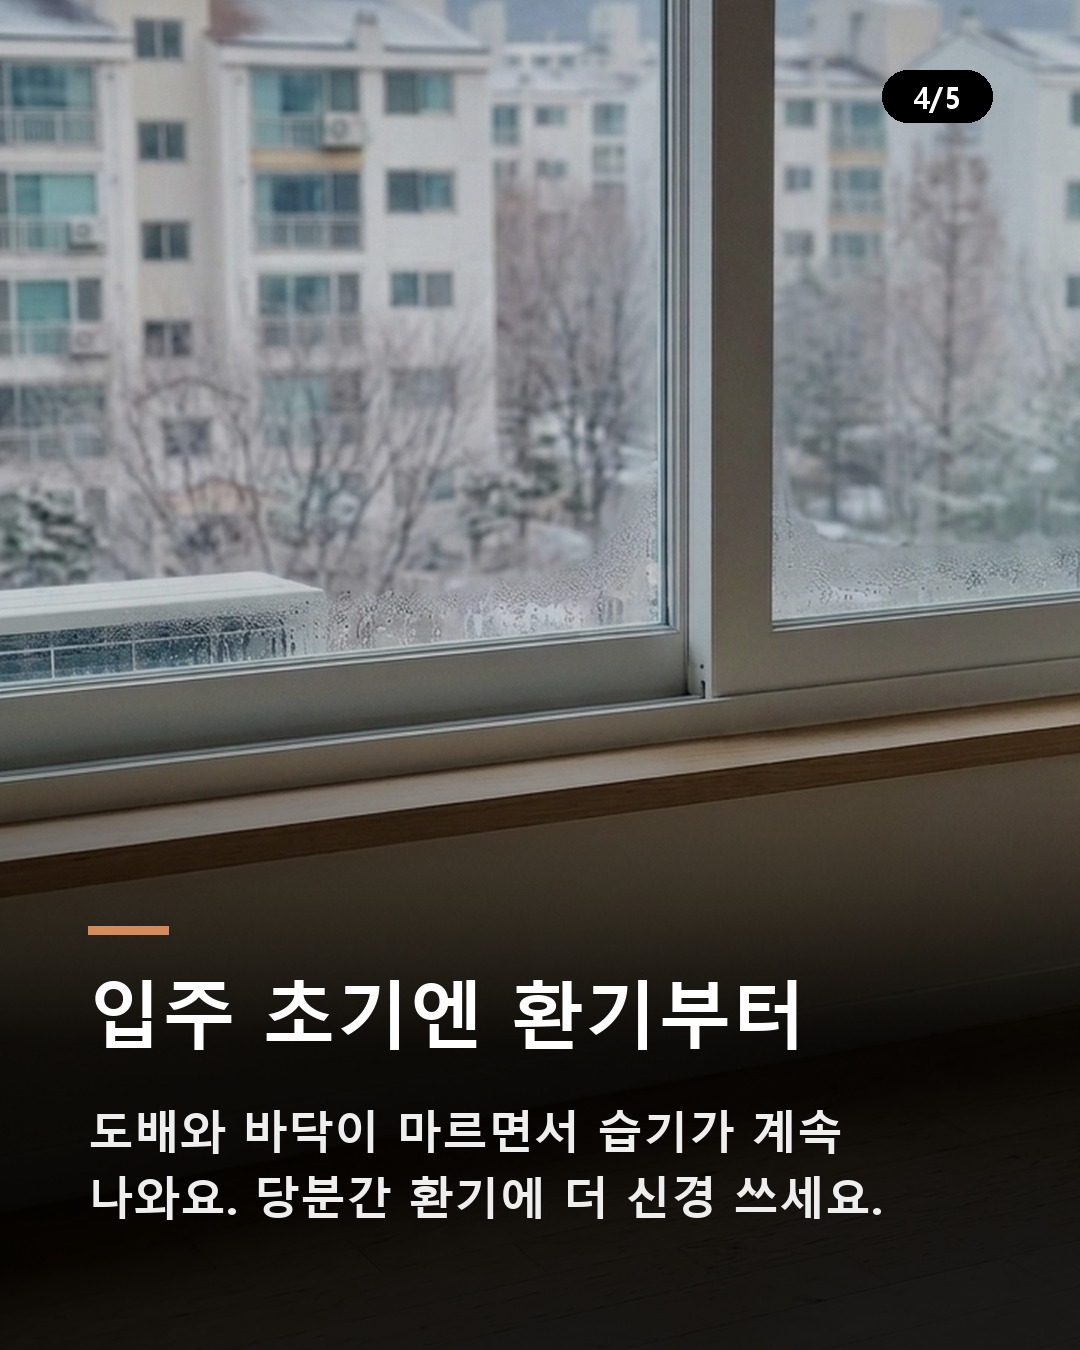 4/5
입주 초기엔 환기부터
도배와 바닥이 마르면서 습기가 계속
나와요. 당분간 환기에 더 신경 쓰세요.